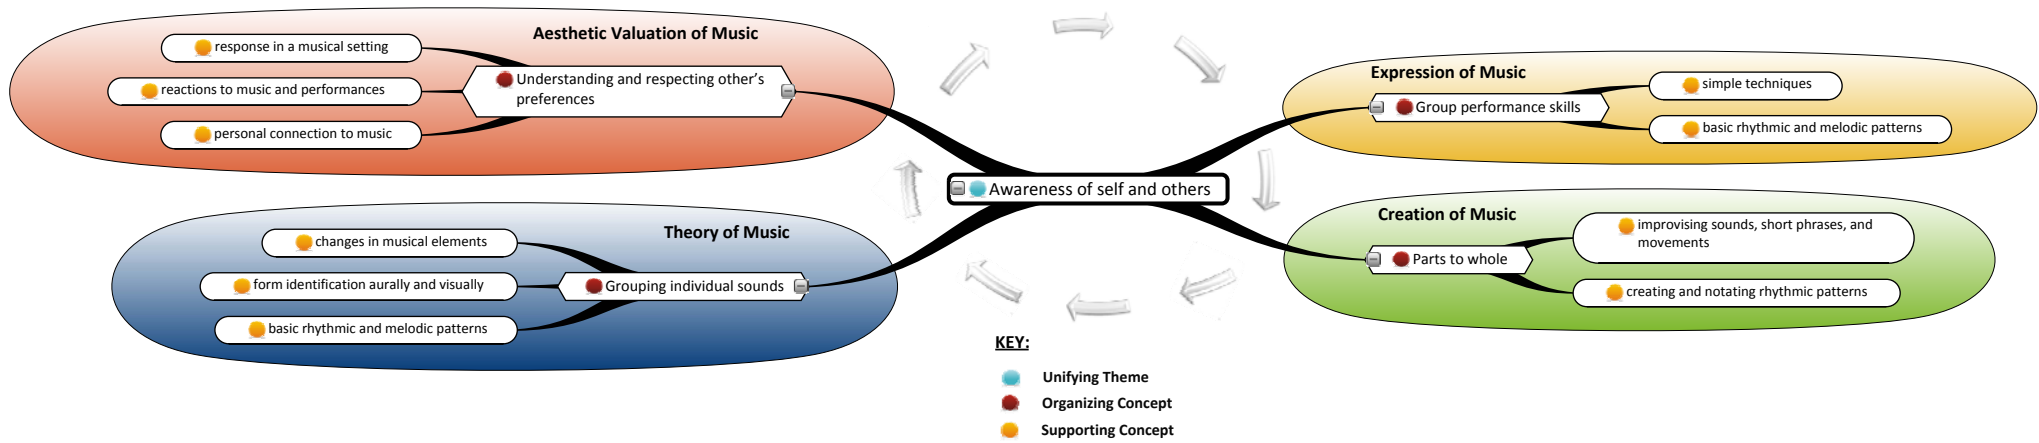 Aesthetic Valuation of Music
response in a musical setting
Understanding and respecting other's
preferences
reactions to music and performances
personal connection to music
Expression of Music
simple techniques
Group performance skills
basic rhythmic and melodic patterns
Awareness of self and others
Theory of Music
changes in musical elements
form identification aurally and visually
Grouping individual sounds
basic rhythmic and melodic patterns
Creation of Music
improvising sounds, short phrases, and
movements
Parts to whole
creating and notating rhythmic patterns
KEY:
Unifying Theme
Organizing Concept
Supporting Concept